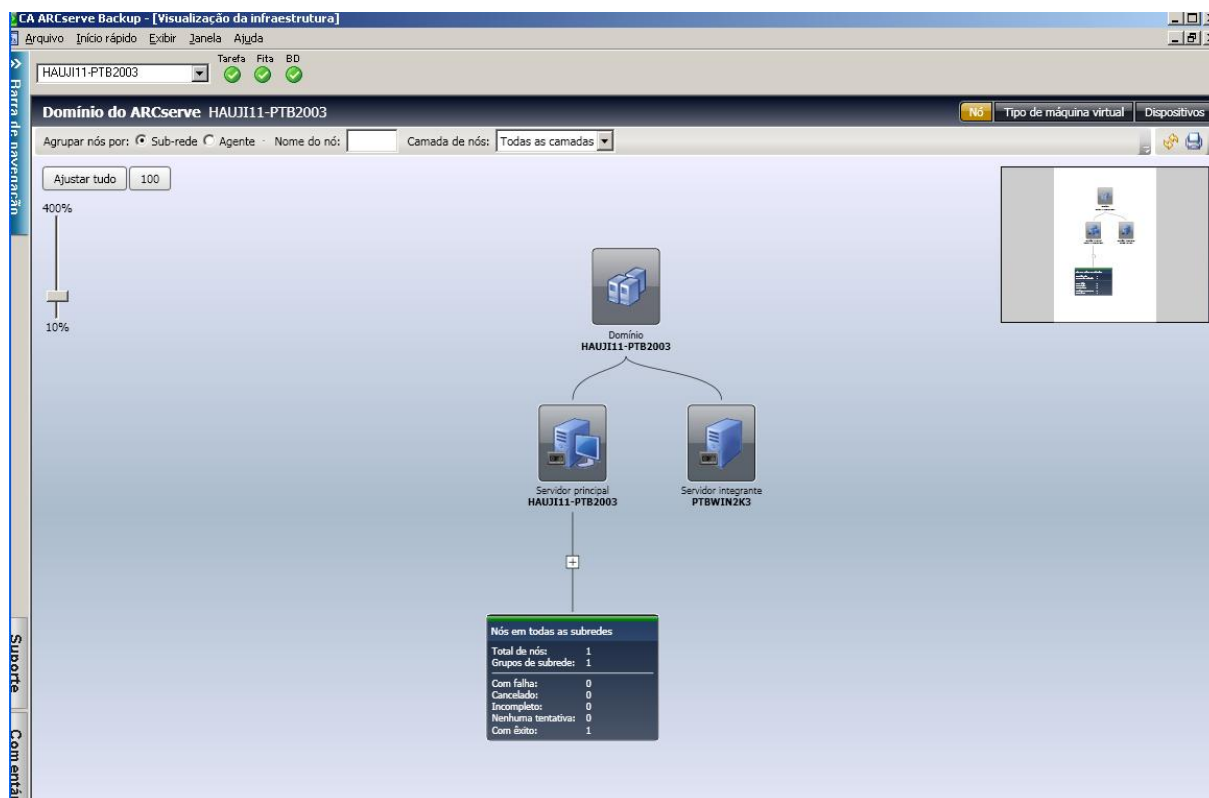 CA ARCserve Backup - [Visualização da infraestrutura]
Arquivo Início rápido Exibir Janela Ajuda
Tarefa Fita BD
HAUJI11-PTB2003
Domínio do ARCserve HAUJI11-PTB2003
Nó Tipo de máquina virtual Dispositivos
Agrupar nós por: Sub-rede Agente Nome do nó: Camada de nós: Todas as camadas
Barra de navegação
Ajustar tudo 100
400%
10%
Domínio
HAUJI11-PTB2003
Servidor principal
HAUJI11-PTB2003
Servidor integrante
PTBWIN2K3
Nós em todas as subredes
Total de nós: 1
Grupos de subrede: 1
Com falha: 0
Cancelado: 0
Incompleto: 0
Nenhuma tentativa: 0
Com êxito: 1
Suporte
Comentár